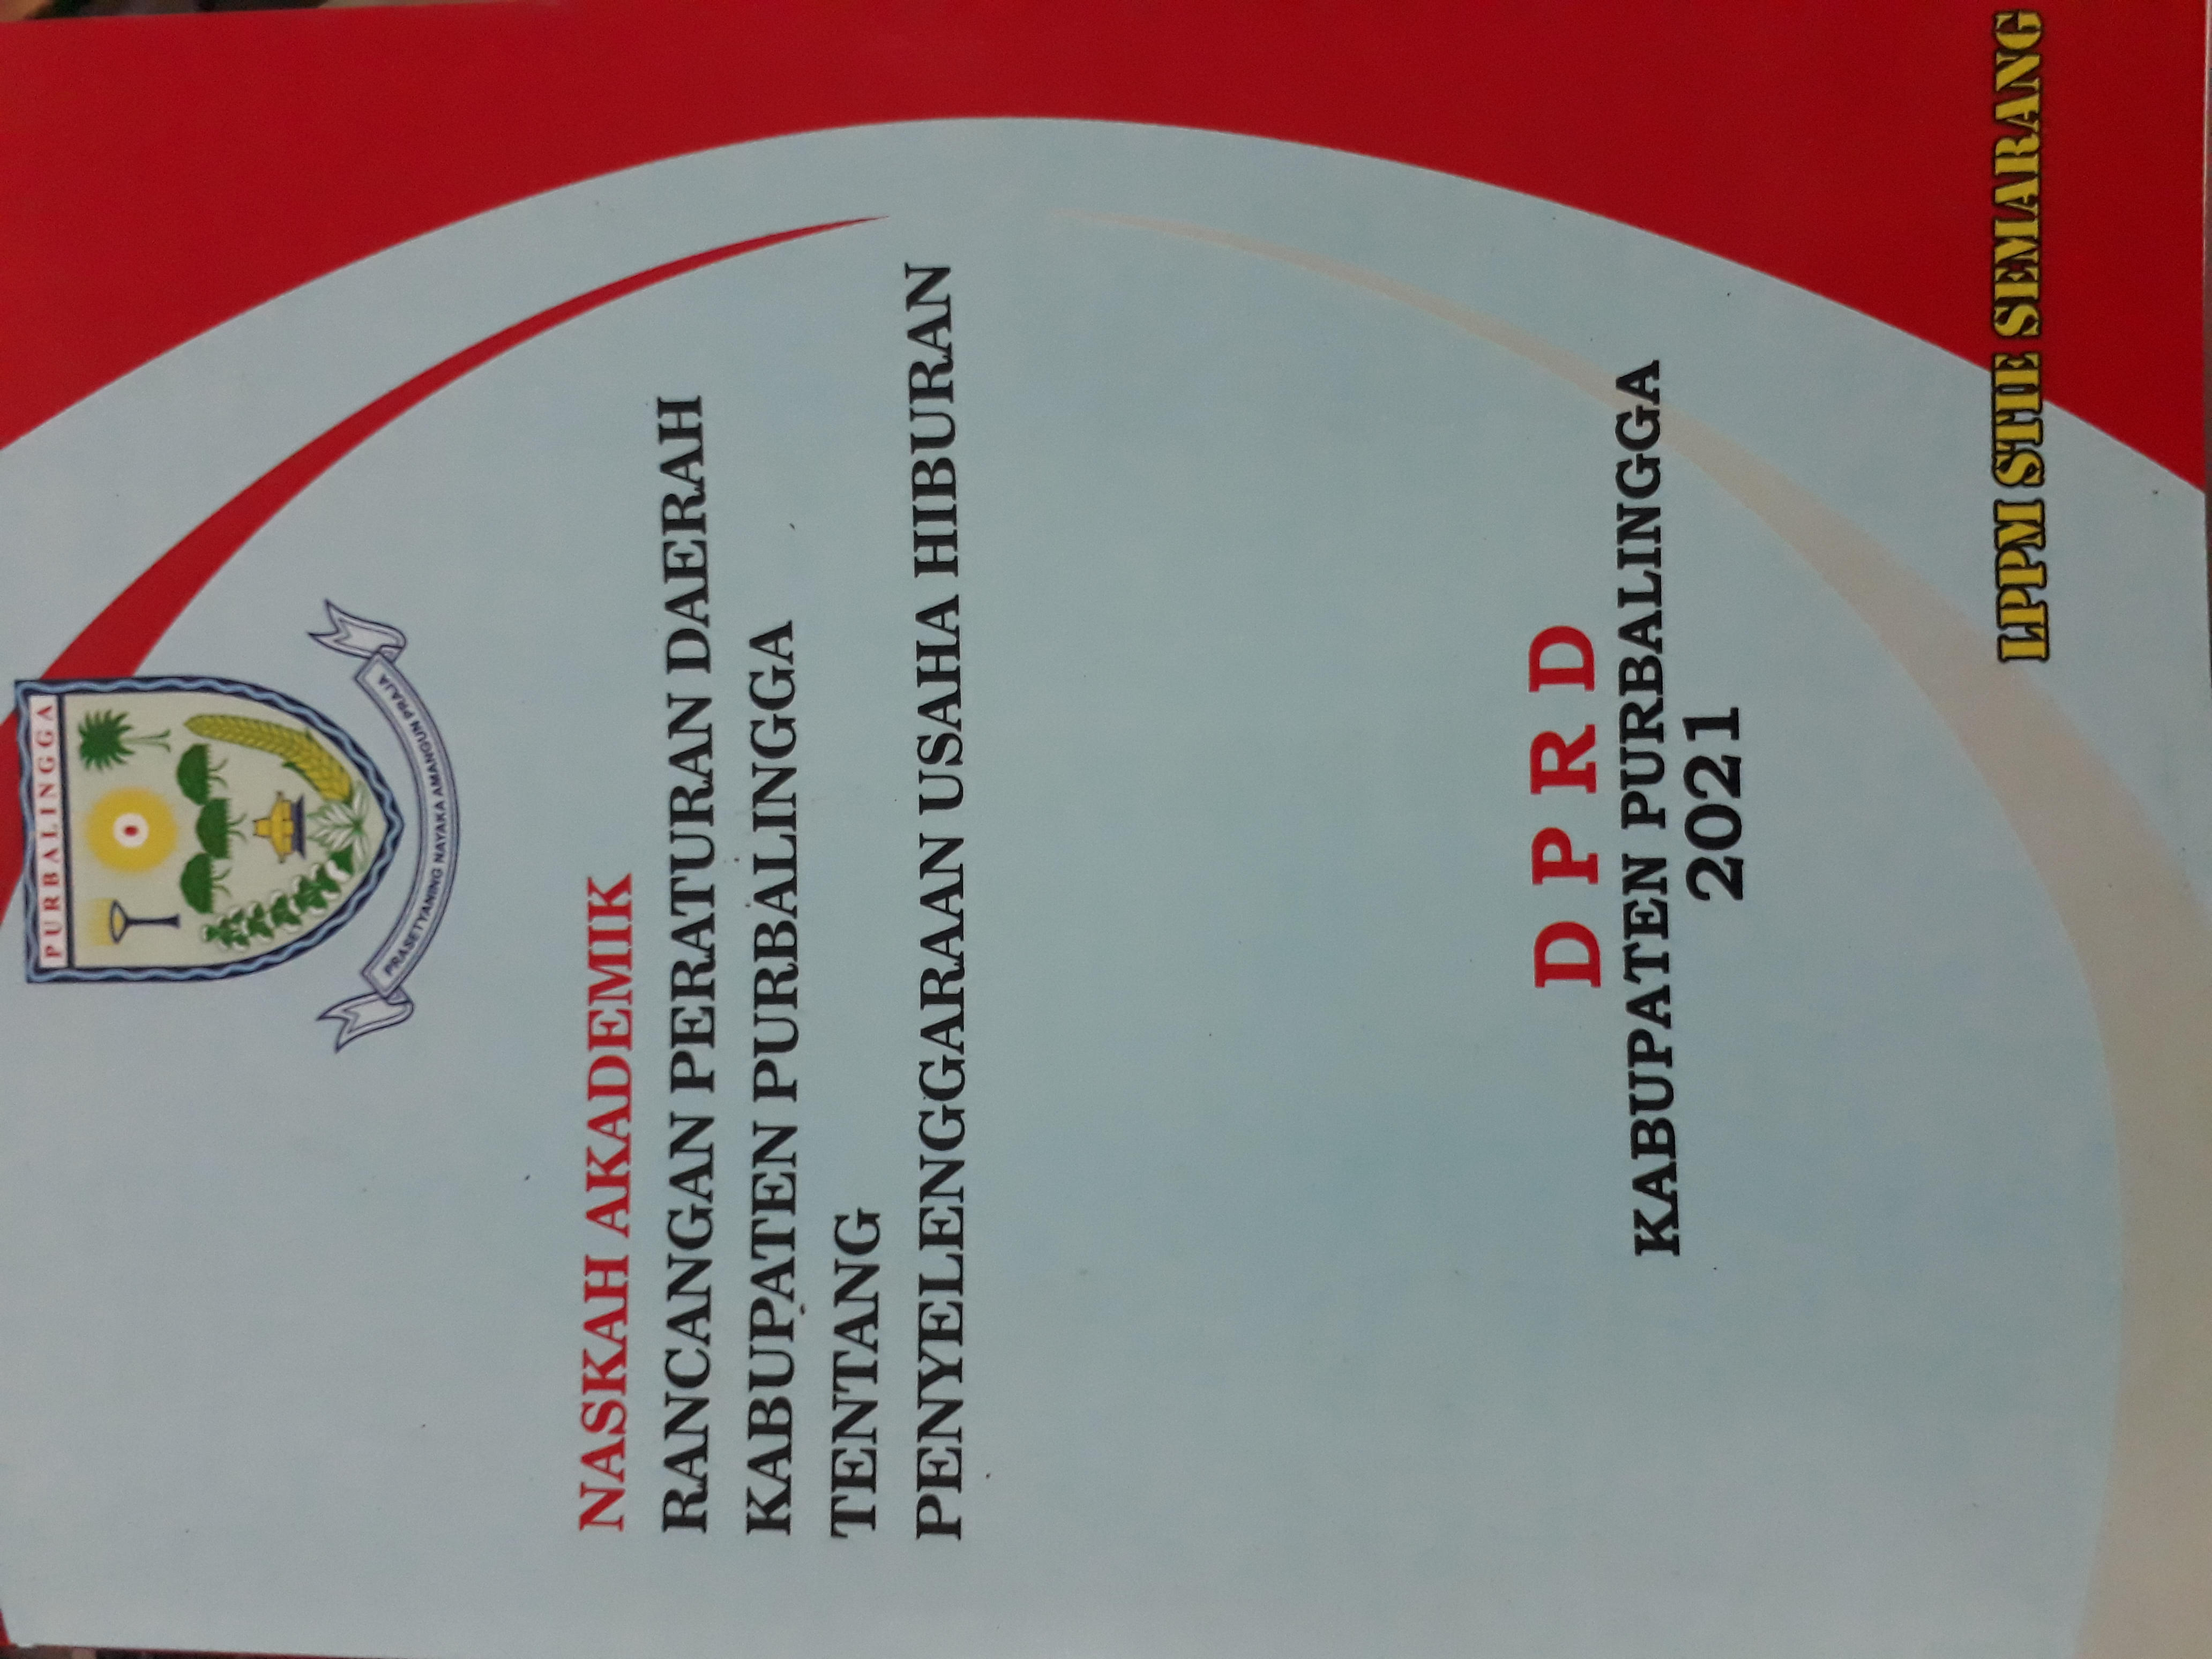 PURBALINGGA
PRASETYANING NAYAKA AMANGUN PRAJA
NASKAH AKADEMIK
RANCANGAN PERATURAN DAERAH
KABUPATEN PURBALINGGA
TENTANG
PENYELENGGARAAN USAHA HIBURAN
D P R D
KABUPATEN PURBALINGGA
2021
LPPM STIE SEMARANG